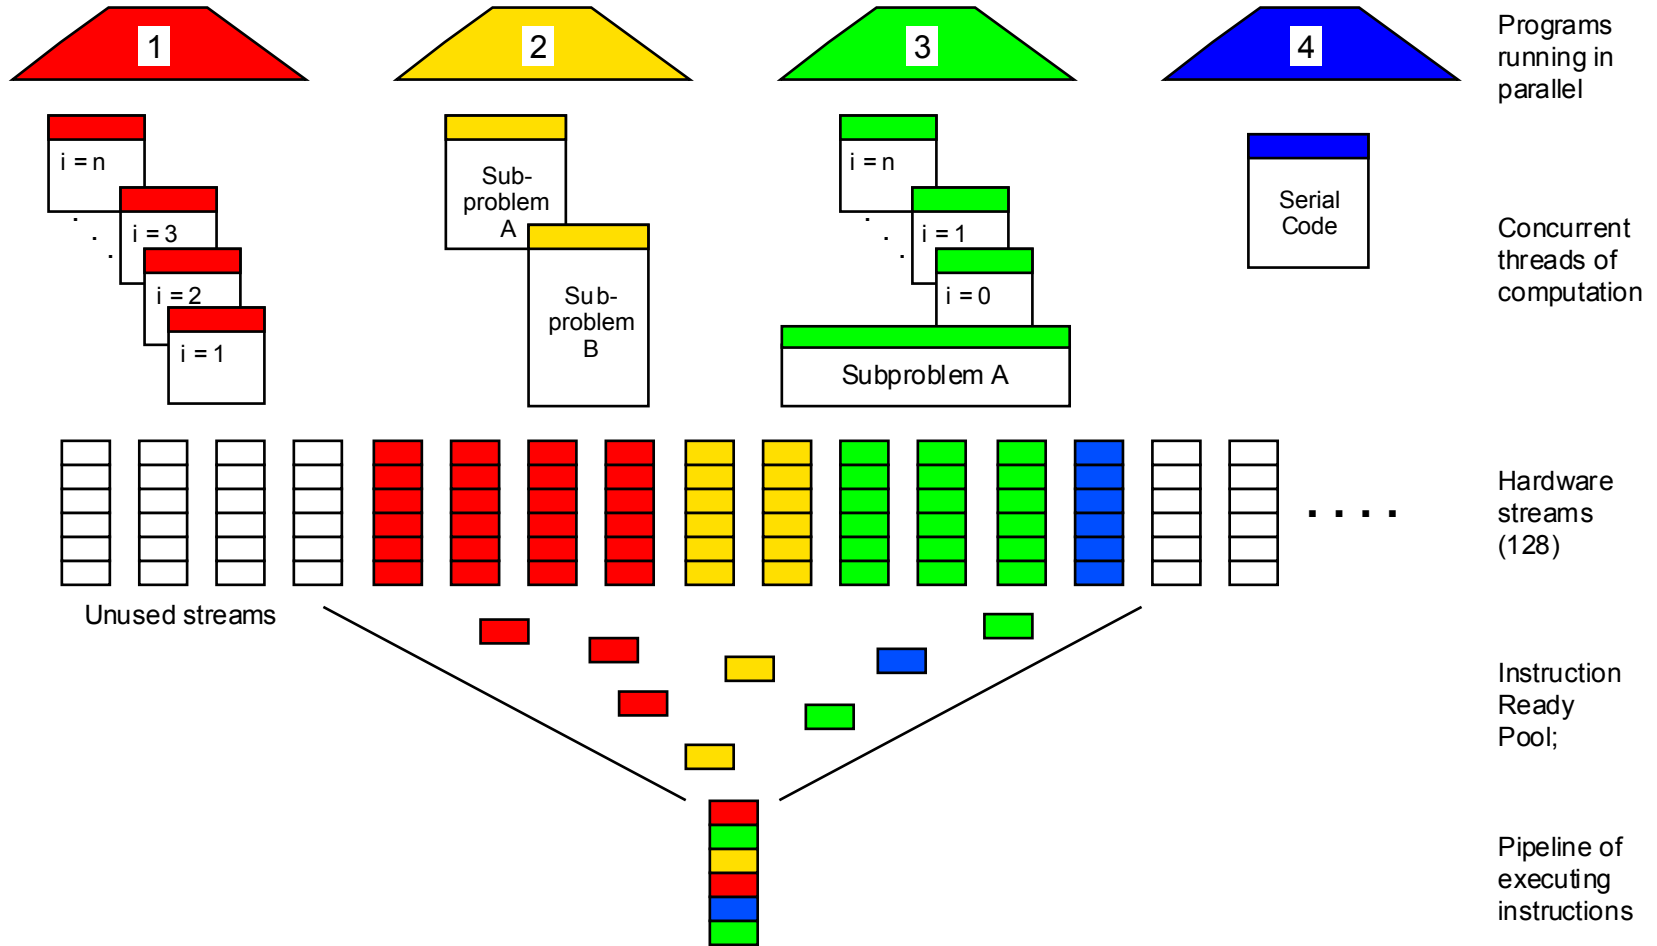 1
2
3
4
Programs
running in
parallel
i = n
i = 3
i = 2
i = 1
Sub-
problem
A
Sub-
problem
B
i = n
i = 1
i = 0
Subproblem A
Serial
Code
Concurrent
threads of
computation
. . . .
Hardware
streams
(128)
Unused streams
Instruction
Ready
Pool;
Pipeline of
executing
instructions